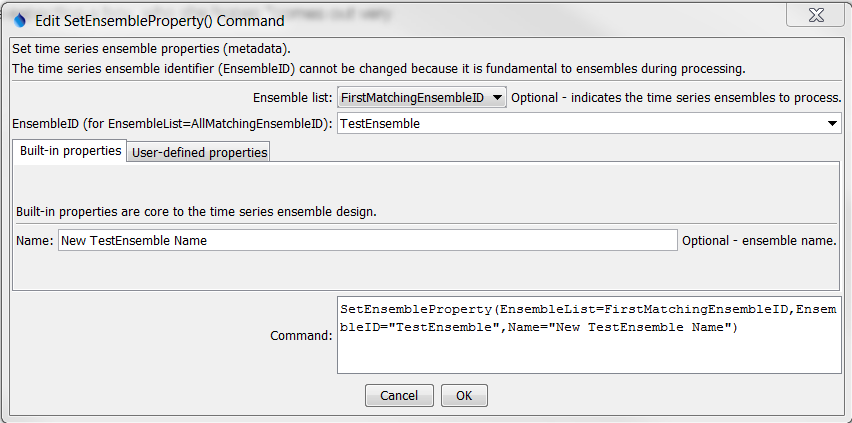 Edit SetEnsembleProperty() Command
Set time series ensemble properties (metadata).
The time series ensemble identifier (EnsembleID) cannot be changed because it is fundamental to ensembles during processing.
Ensemble list: FirstMatchingEnsembleID Optional - indicates the time series ensembles to process.
EnsembleID (for EnsembleList=AllMatchingEnsembleID): TestEnsemble
Built-in properties User-defined properties
Built-in properties are core to the time series ensemble design.
Name: New TestEnsemble Name Optional - ensemble name.
SetEnsembleProperty(EnsembleList=FirstMatchingEnsembleID,Ensem
bleID="TestEnsemble",Name="New TestEnsemble Name")
Command:
Cancel OK